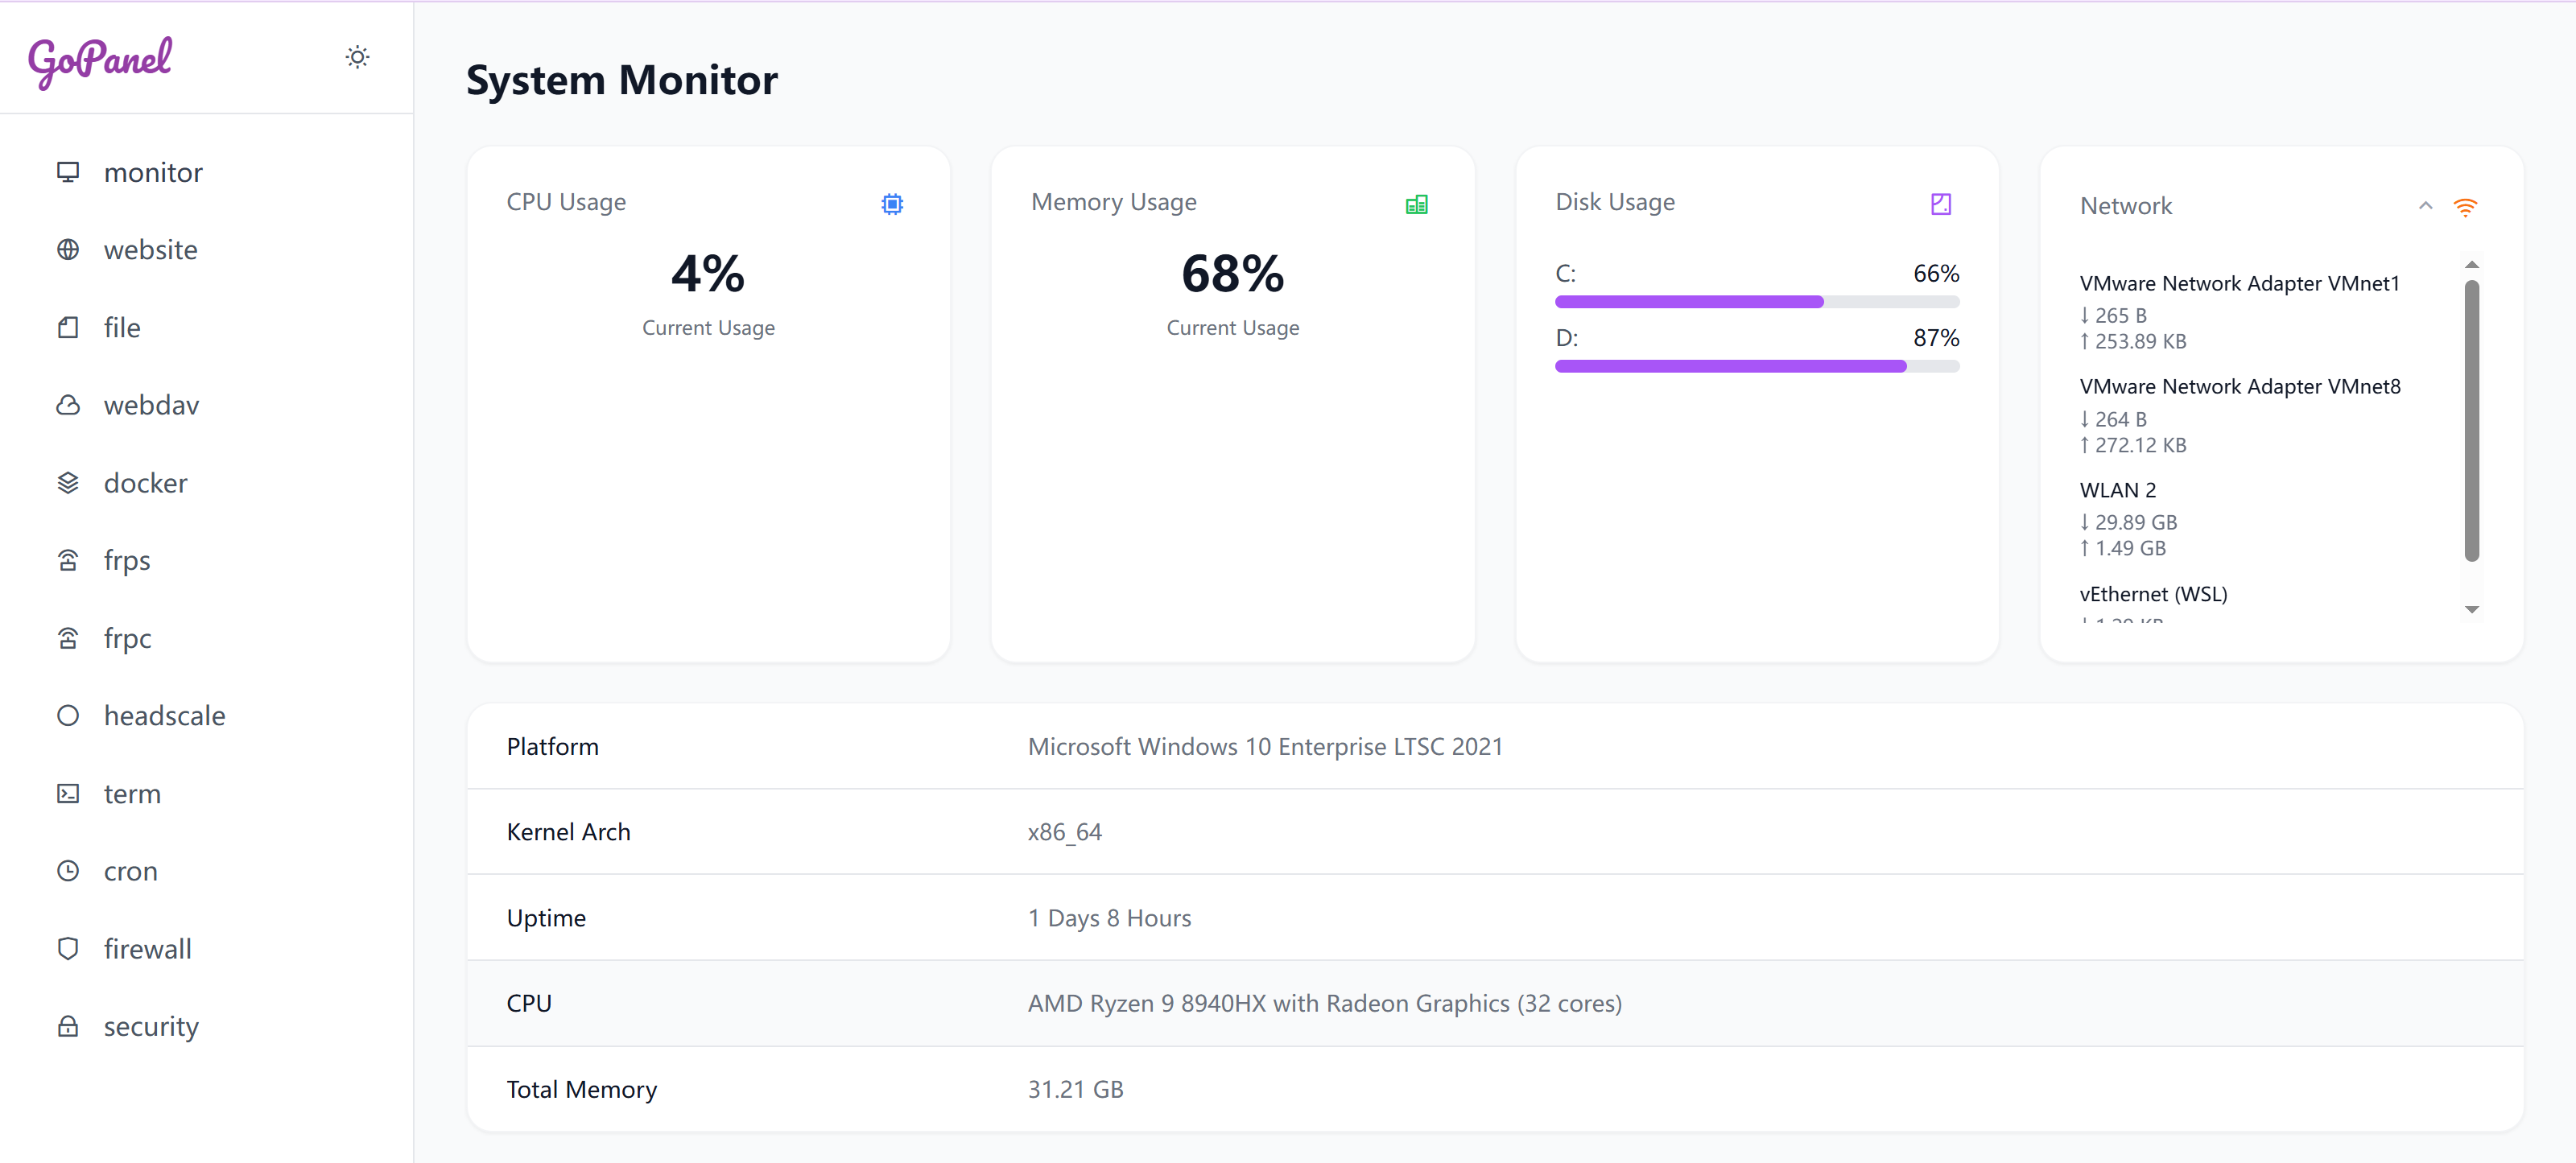 GoPanel
monitor
website
file
webdav
docker
frps
frpc
headscale
term
cron
firewall
security
System Monitor
CPU Usage
4%
Current Usage
Memory Usage
68%
Current Usage
Disk Usage
C: 66%
D: 87%
Network
VMware Network Adapter VMnet1
↓ 265 B
↑ 253.89 KB
VMware Network Adapter VMnet8
↓ 264 B
↑ 272.12 KB
WLAN 2
↓ 29.89 GB
↑ 1.49 GB
vEthernet (WSL)
Platform Microsoft Windows 10 Enterprise LTSC 2021
Kernel Arch x86_64
Uptime 1 Days 8 Hours
CPU AMD Ryzen 9 8940HX with Radeon Graphics (32 cores)
Total Memory 31.21 GB